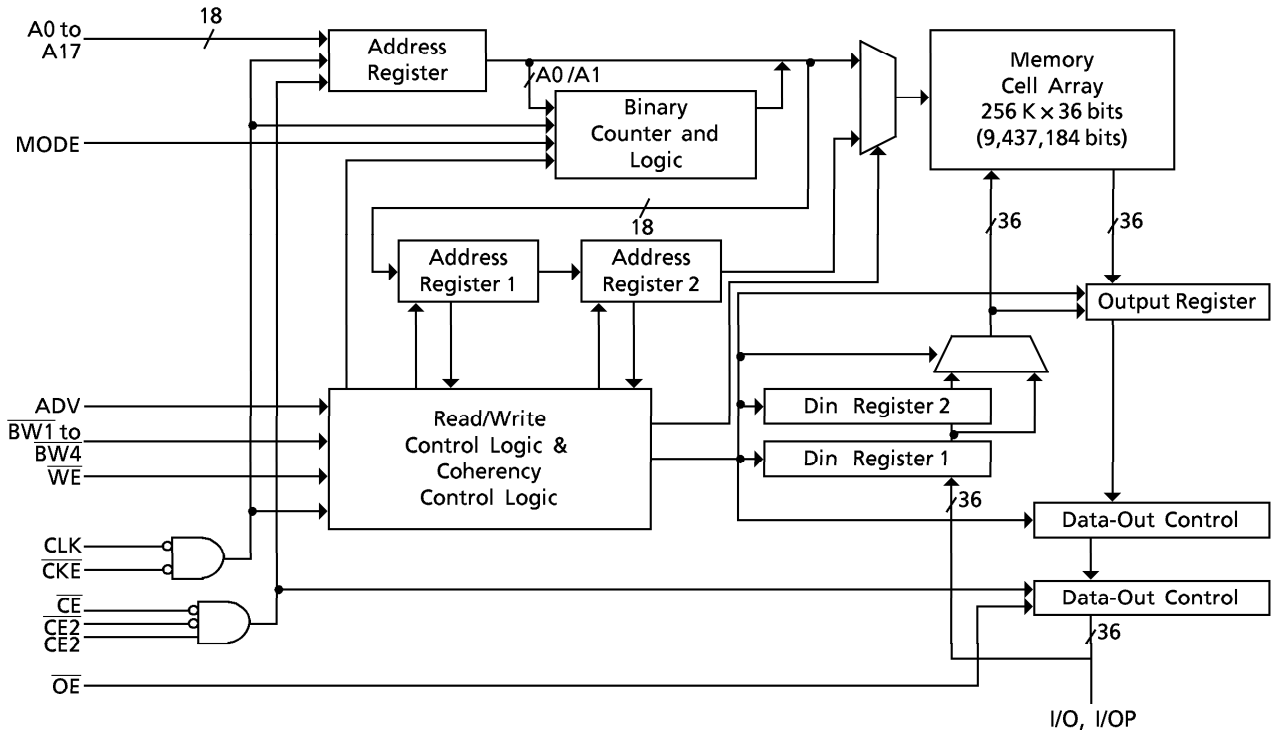 18
A0 to
A17
Address
Register
A0/A1
Binary
Counter and
Logic
Memory
Cell Array
256 K × 36 bits
(9,437,184 bits)
MODE
18
36
36
Address
Register 1
Address
Register 2
Output Register
ADV
BW1 to
BW4
WE
Read/Write
Control Logic &
Coherency
Control Logic
Din Register 2
Din Register 1
36
Data-Out Control
CLK
CKE
Data-Out Control
CE
CE2
CE2
36
OE
I/O, I/OP